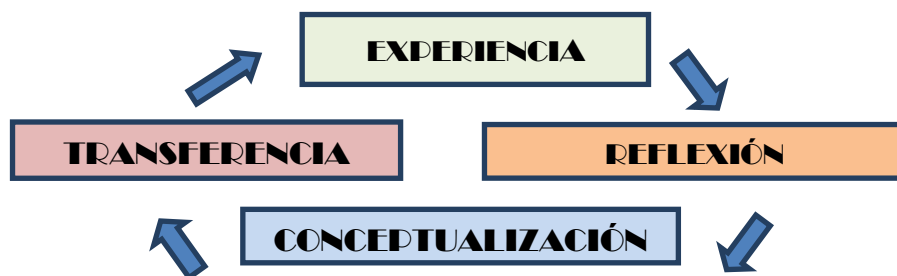 EXPERIENCIA
TRANSFERENCIA
REFLEXIÓN
CONCEPTUALIZACIÓN